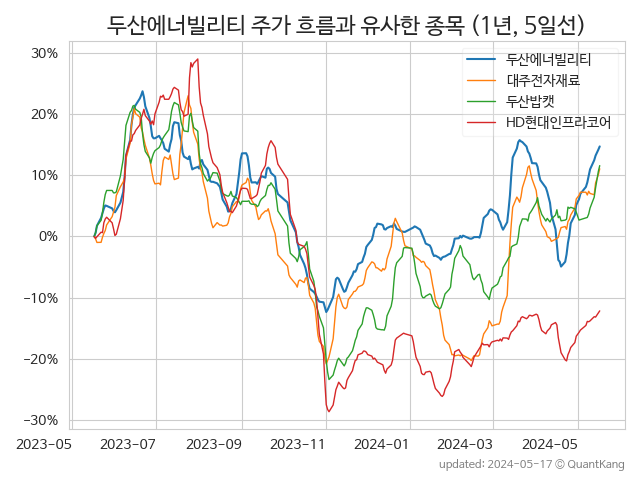 두산에너빌리티 주가 흐름과 유사한 종목 (1년, 5일선)
두산에너빌리티
대주전자재료
두산밥캣
HD현대인프라코어
30%
20%
10%
0%
−10%
−20%
−30%
2023−05 2023−07 2023−09 2023−11 2024−01 2024−03 2024−05
updated: 2024−05−17 ⓒ QuantKang